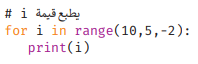 # i يطبع قيمة
for i in range(10,5,-2):
    print(i)